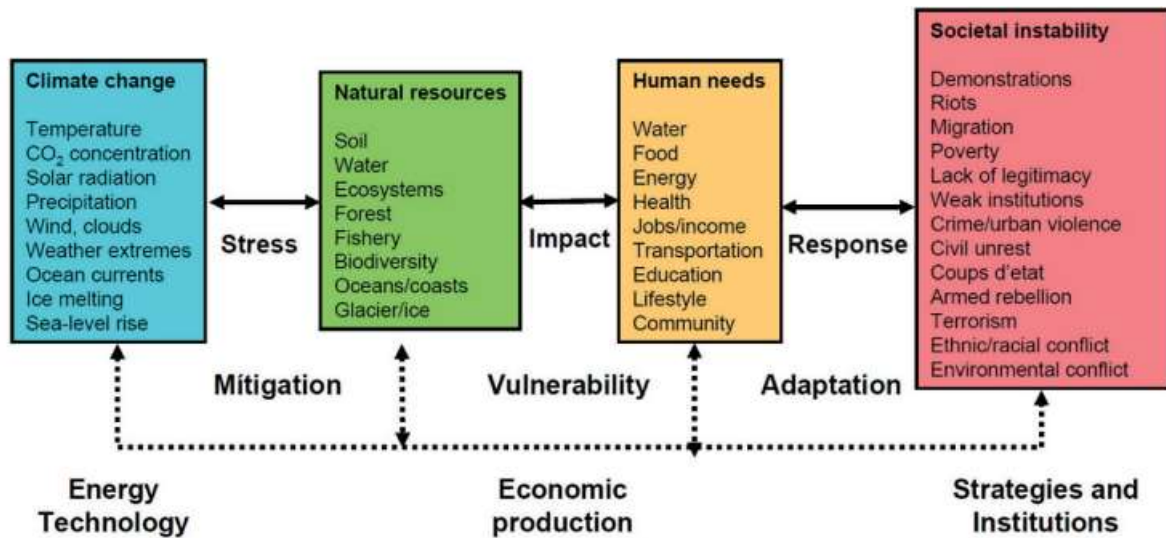 Climate change
Temperature
CO₂ concentration
Solar radiation
Precipitation
Wind, clouds
Weather extremes
Ocean currents
Ice melting
Sea-level rise
Stress
Natural resources
Soil
Water
Ecosystems
Forest
Fishery
Biodiversity
Oceans/coasts
Glacier/ice
Impact
Human needs
Water
Food
Energy
Health
Jobs/income
Transportation
Education
Lifestyle
Community
Response
Societal instability
Demonstrations
Riots
Migration
Poverty
Lack of legitimacy
Weak institutions
Crime/urban violence
Civil unrest
Coups d'etat
Armed rebellion
Terrorism
Ethnic/racial conflict
Environmental conflict
Mitigation
Vulnerability
Adaptation
Energy
Technology
Economic
production
Strategies and
Institutions